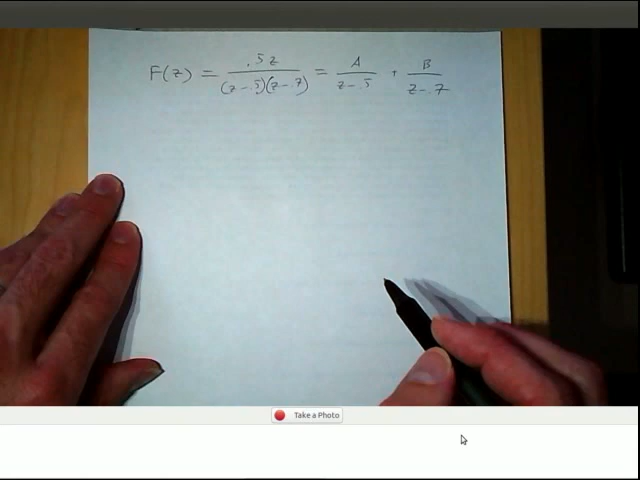 F(z) = .5z / (z-.5)(z-.7) = A / z-.5 + B / z-.7
Take a Photo